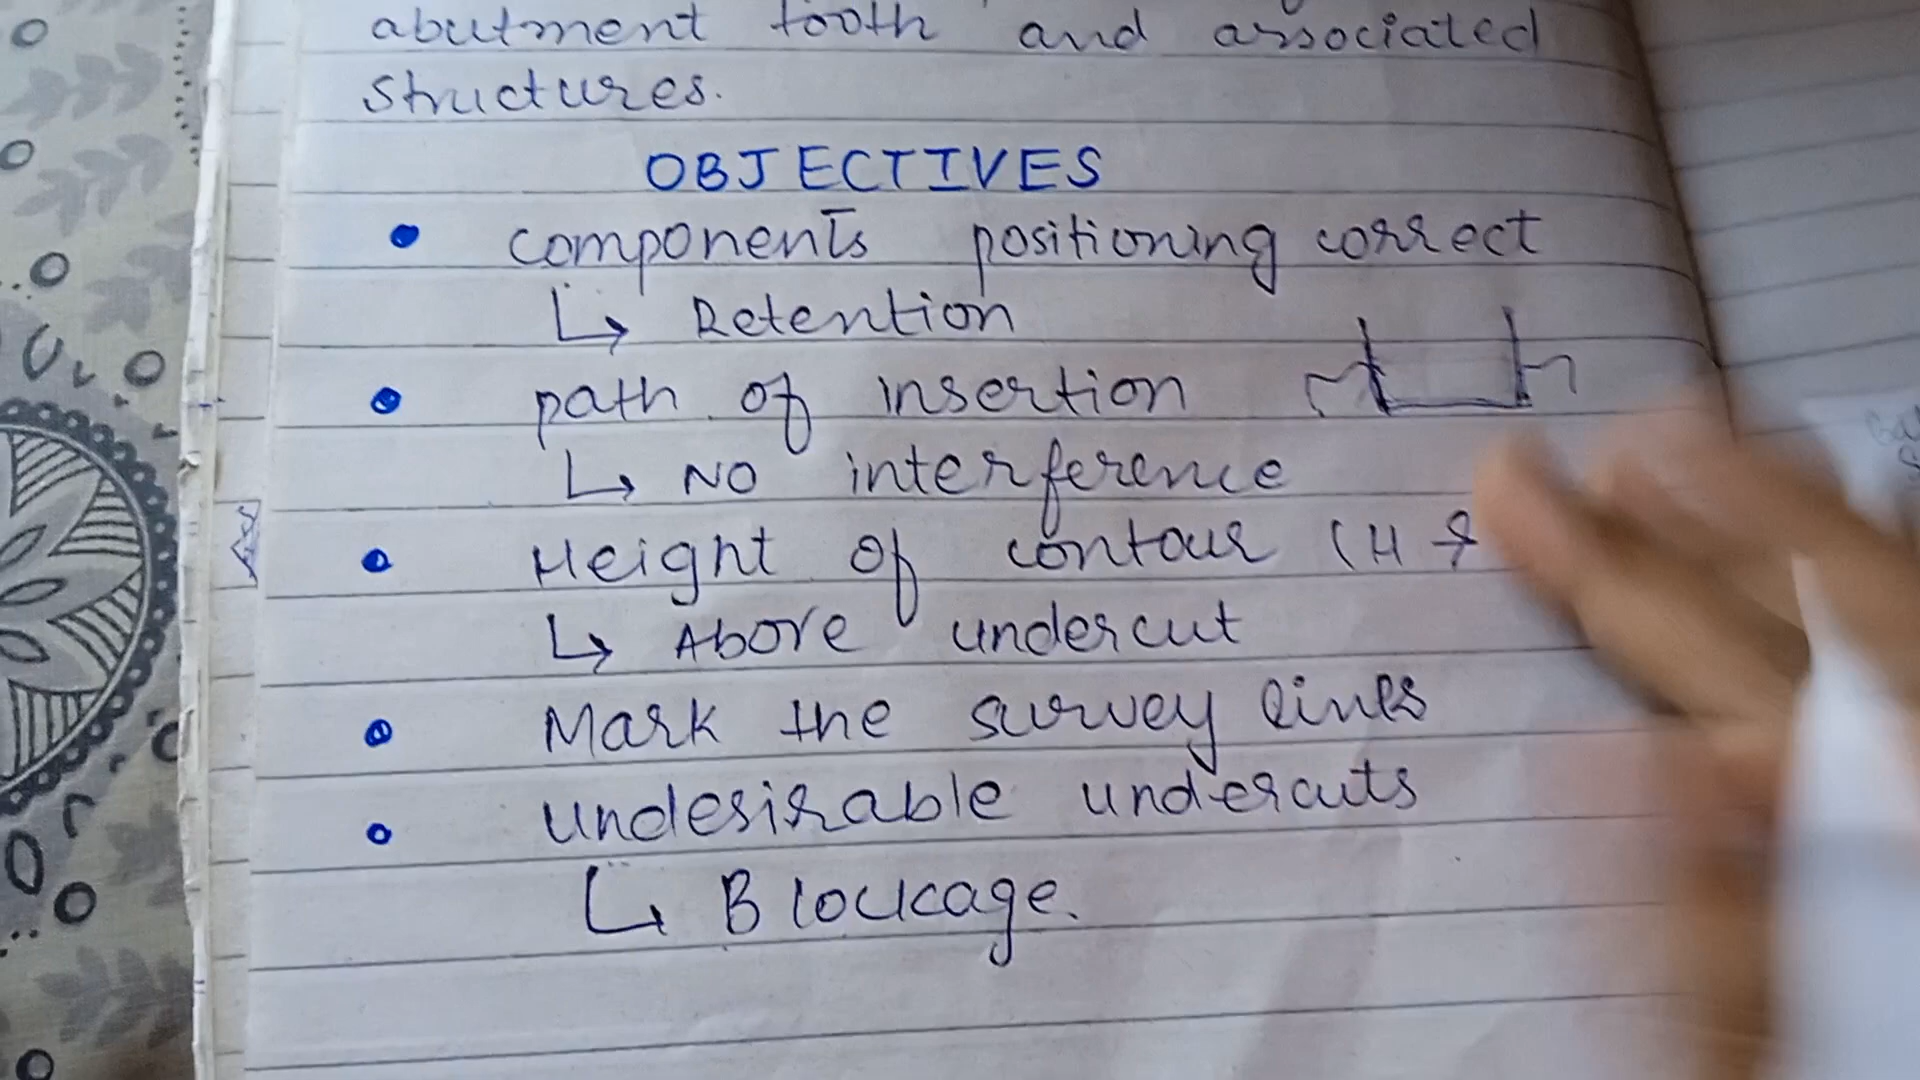 abutment tooth and associated
structures.
OBJECTIVES
• components positioning correct
↳ Retention
• path of insertion
↳ NO interference
• Height of contour (H
↳ Above undercut
• Mark the survey lines
• undesirable undercuts
↳ Blockage.